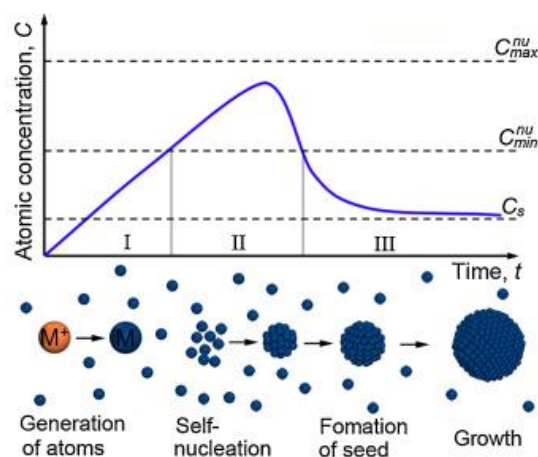 Atomic concentration, C
C_max^nu
C_min^nu
C_s
I II III
Time, t
M⁺ M
Generation
of atoms
Self-
nucleation
Fomation
of seed
Growth